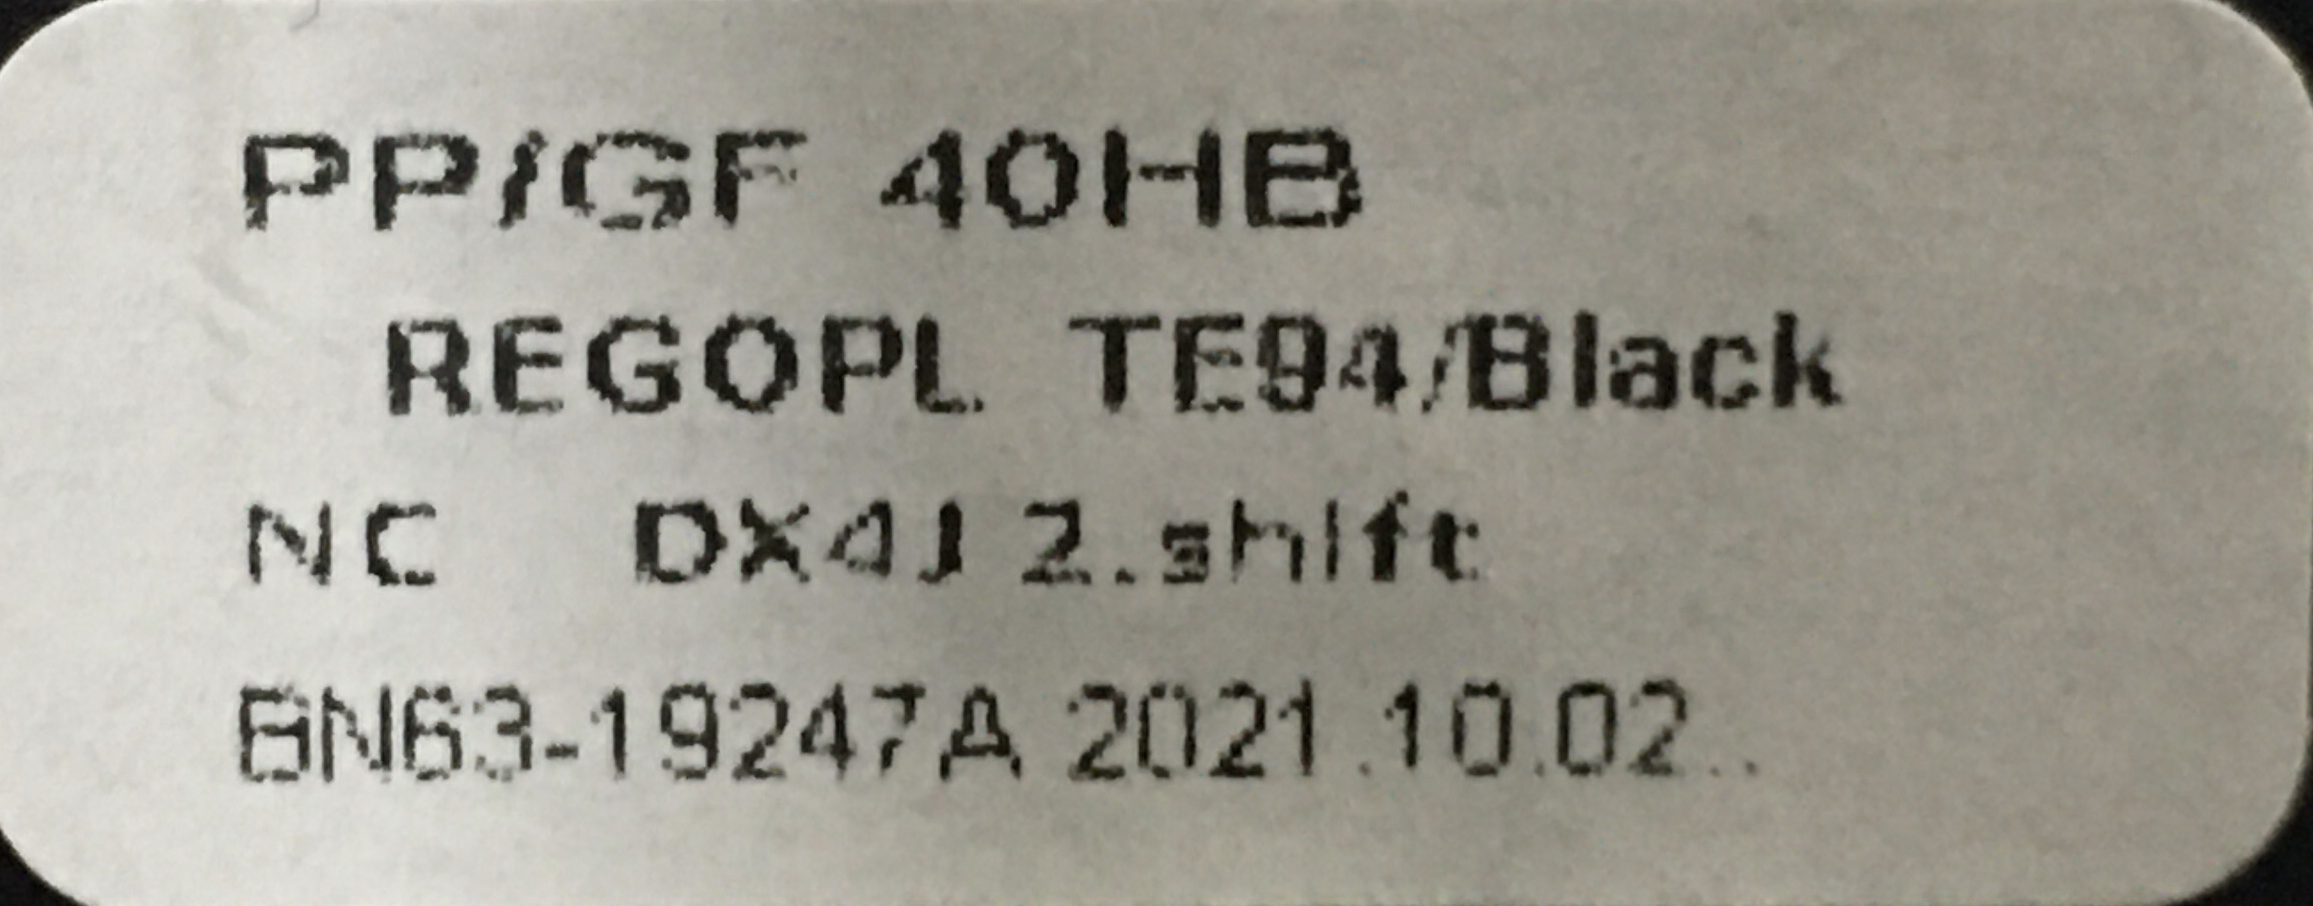 PP/GF 40HB
REGOPL TE94/Black
NC DX4J 2.shift
BN63-19247A 2021.10.02..